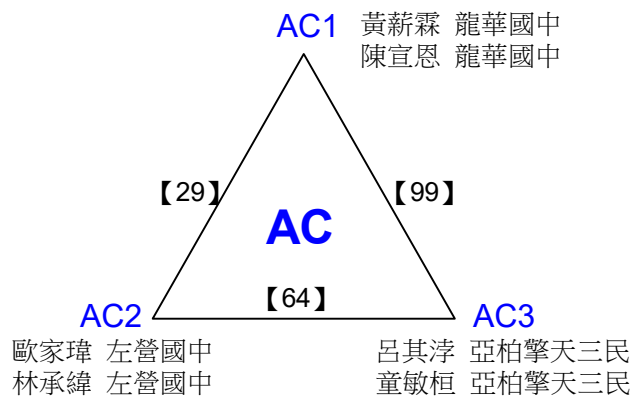 AC1 黃薪霖 龍華國中
陳宣恩 龍華國中
【29】 【99】
AC
【64】
AC2 AC3
歐家瑋 左營國中 呂其浡 亞柏擎天三民
林承緯 左營國中 童敏桓 亞柏擎天三民